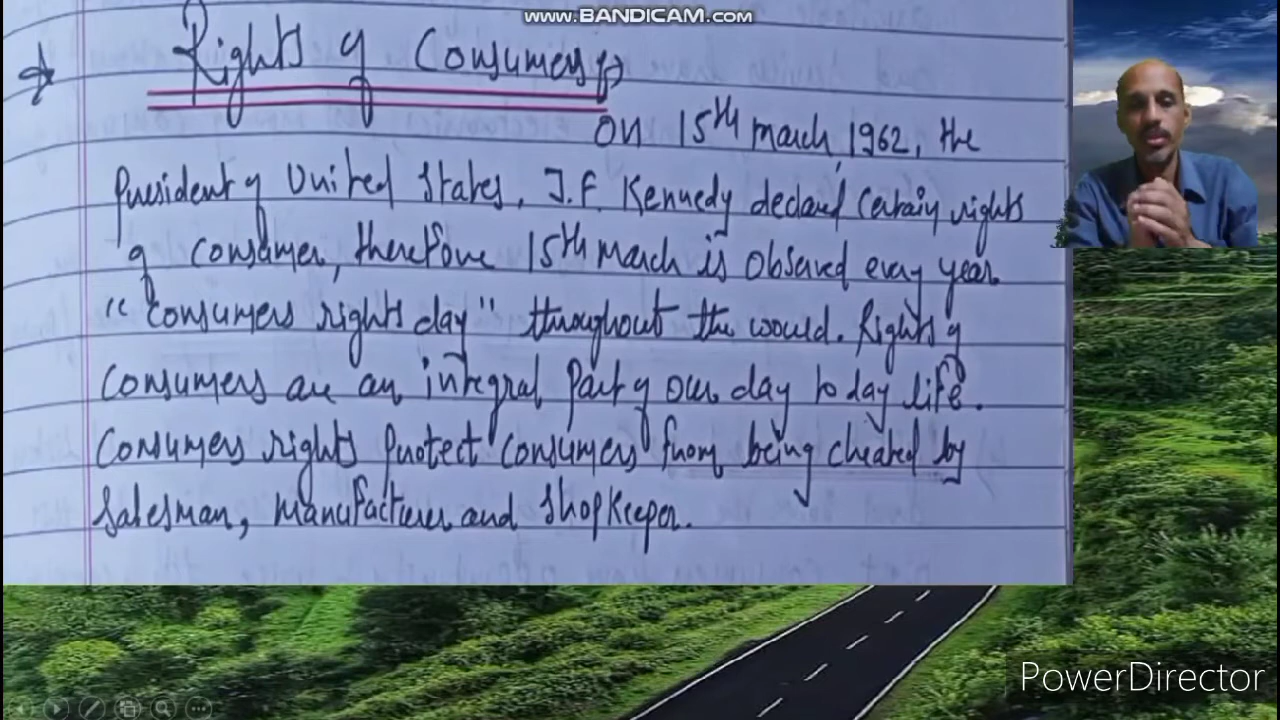 www.BANDICAM.com
Rights of Consumers
On 15th march, 1962, the
President of United States, J.F. Kennedy declared certain rights
of consumer, therefore 15th march is observed every year
"consumers rights day" throughout the world. Rights of
consumers are an integral part of our day to day life.
Consumers rights protect consumers from being cheated by
salesman, manufacturer and shopkeeper.
PowerDirector